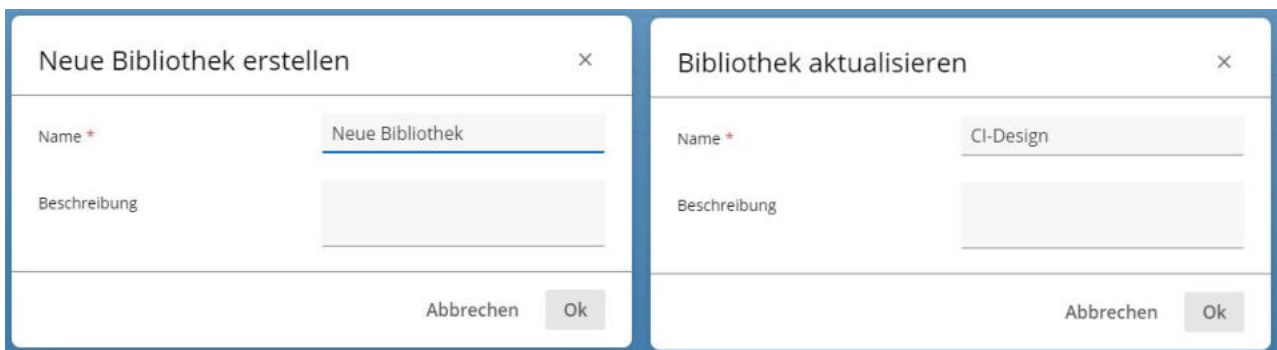 Neue Bibliothek erstellen ×
Name * Neue Bibliothek
Beschreibung
Abbrechen Ok
Bibliothek aktualisieren ×
Name * CI-Design
Beschreibung
Abbrechen Ok